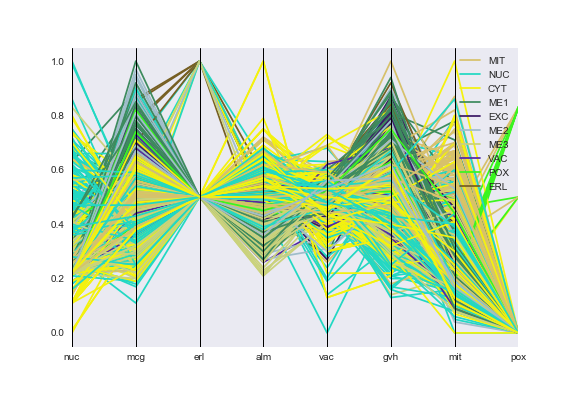 1.0
0.8
0.6
0.4
0.2
0.0
nuc mcg erl alm vac gvh mit pox
MIT
NUC
CYT
ME1
EXC
ME2
ME3
VAC
POX
ERL